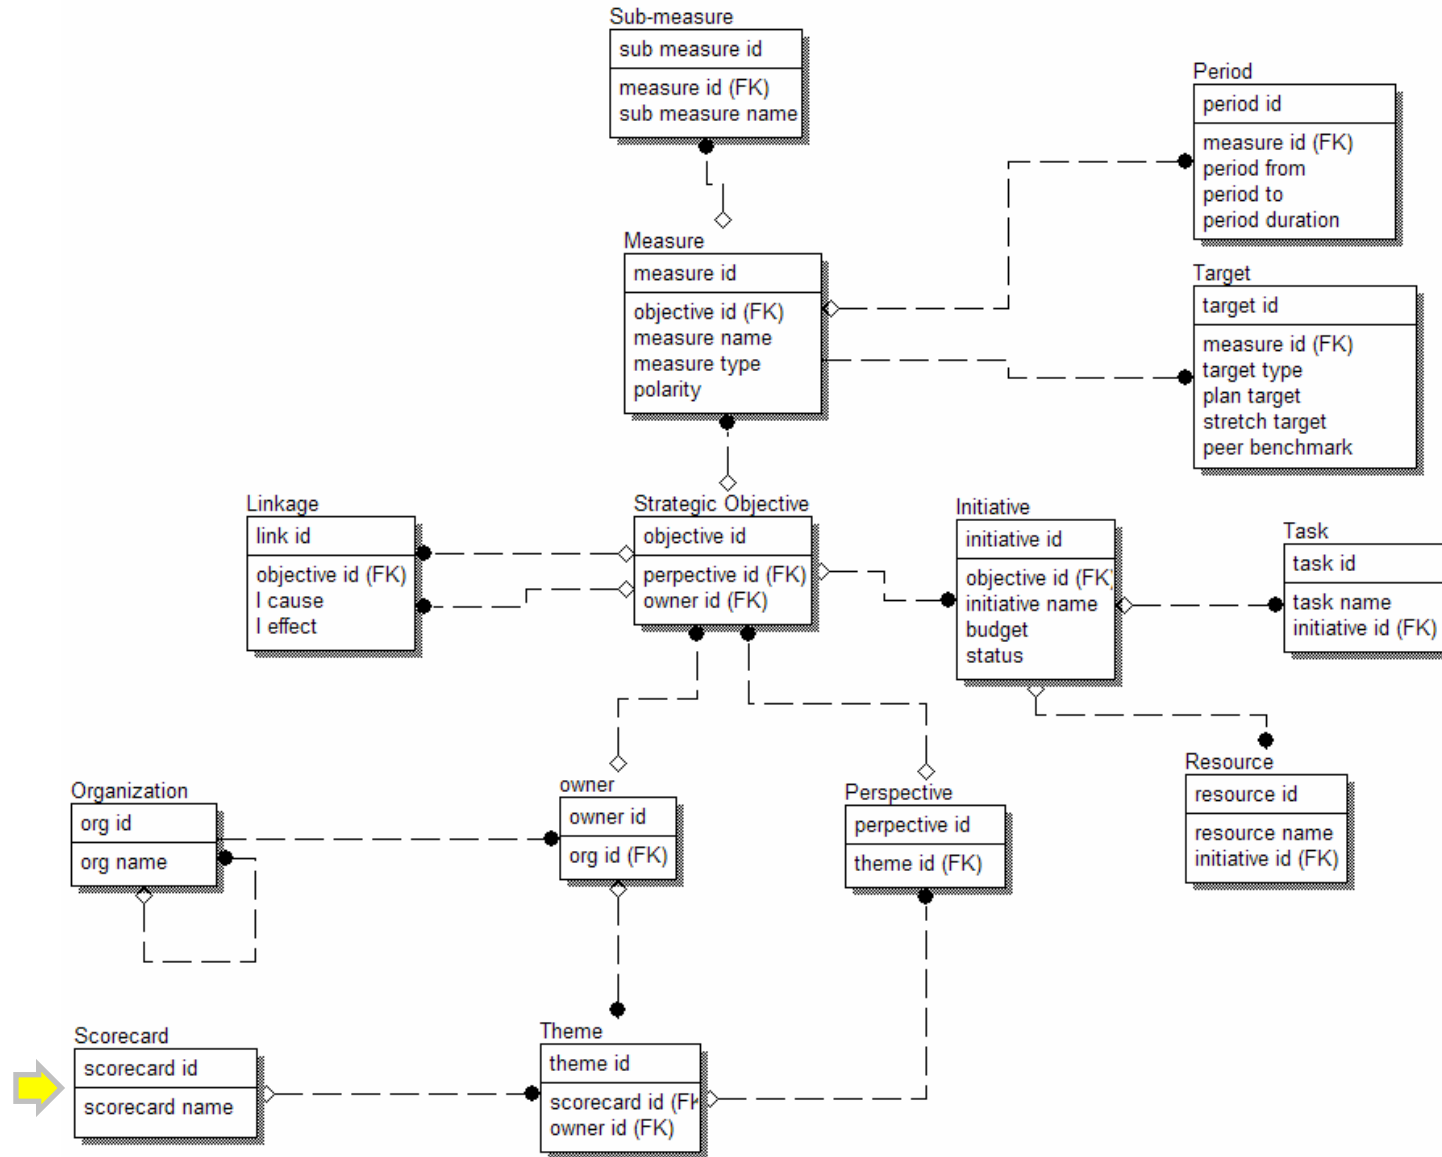 Sub-measure
sub measure id
measure id (FK)
sub measure name
Period
period id
measure id (FK)
period from
period to
period duration
Measure
measure id
objective id (FK)
measure name
measure type
polarity
Target
target id
measure id (FK)
target type
plan target
stretch target
peer benchmark
Linkage
link id
objective id (FK)
I cause
I effect
Strategic Objective
objective id
perpective id (FK)
owner id (FK)
Initiative
initiative id
objective id (FK)
initiative name
budget
status
Task
task id
task name
initiative id (FK)
Organization
org id
org name
owner
owner id
org id (FK)
Perspective
perpective id
theme id (FK)
Resource
resource id
resource name
initiative id (FK)
Scorecard
scorecard id
scorecard name
Theme
theme id
scorecard id (FK
owner id (FK)